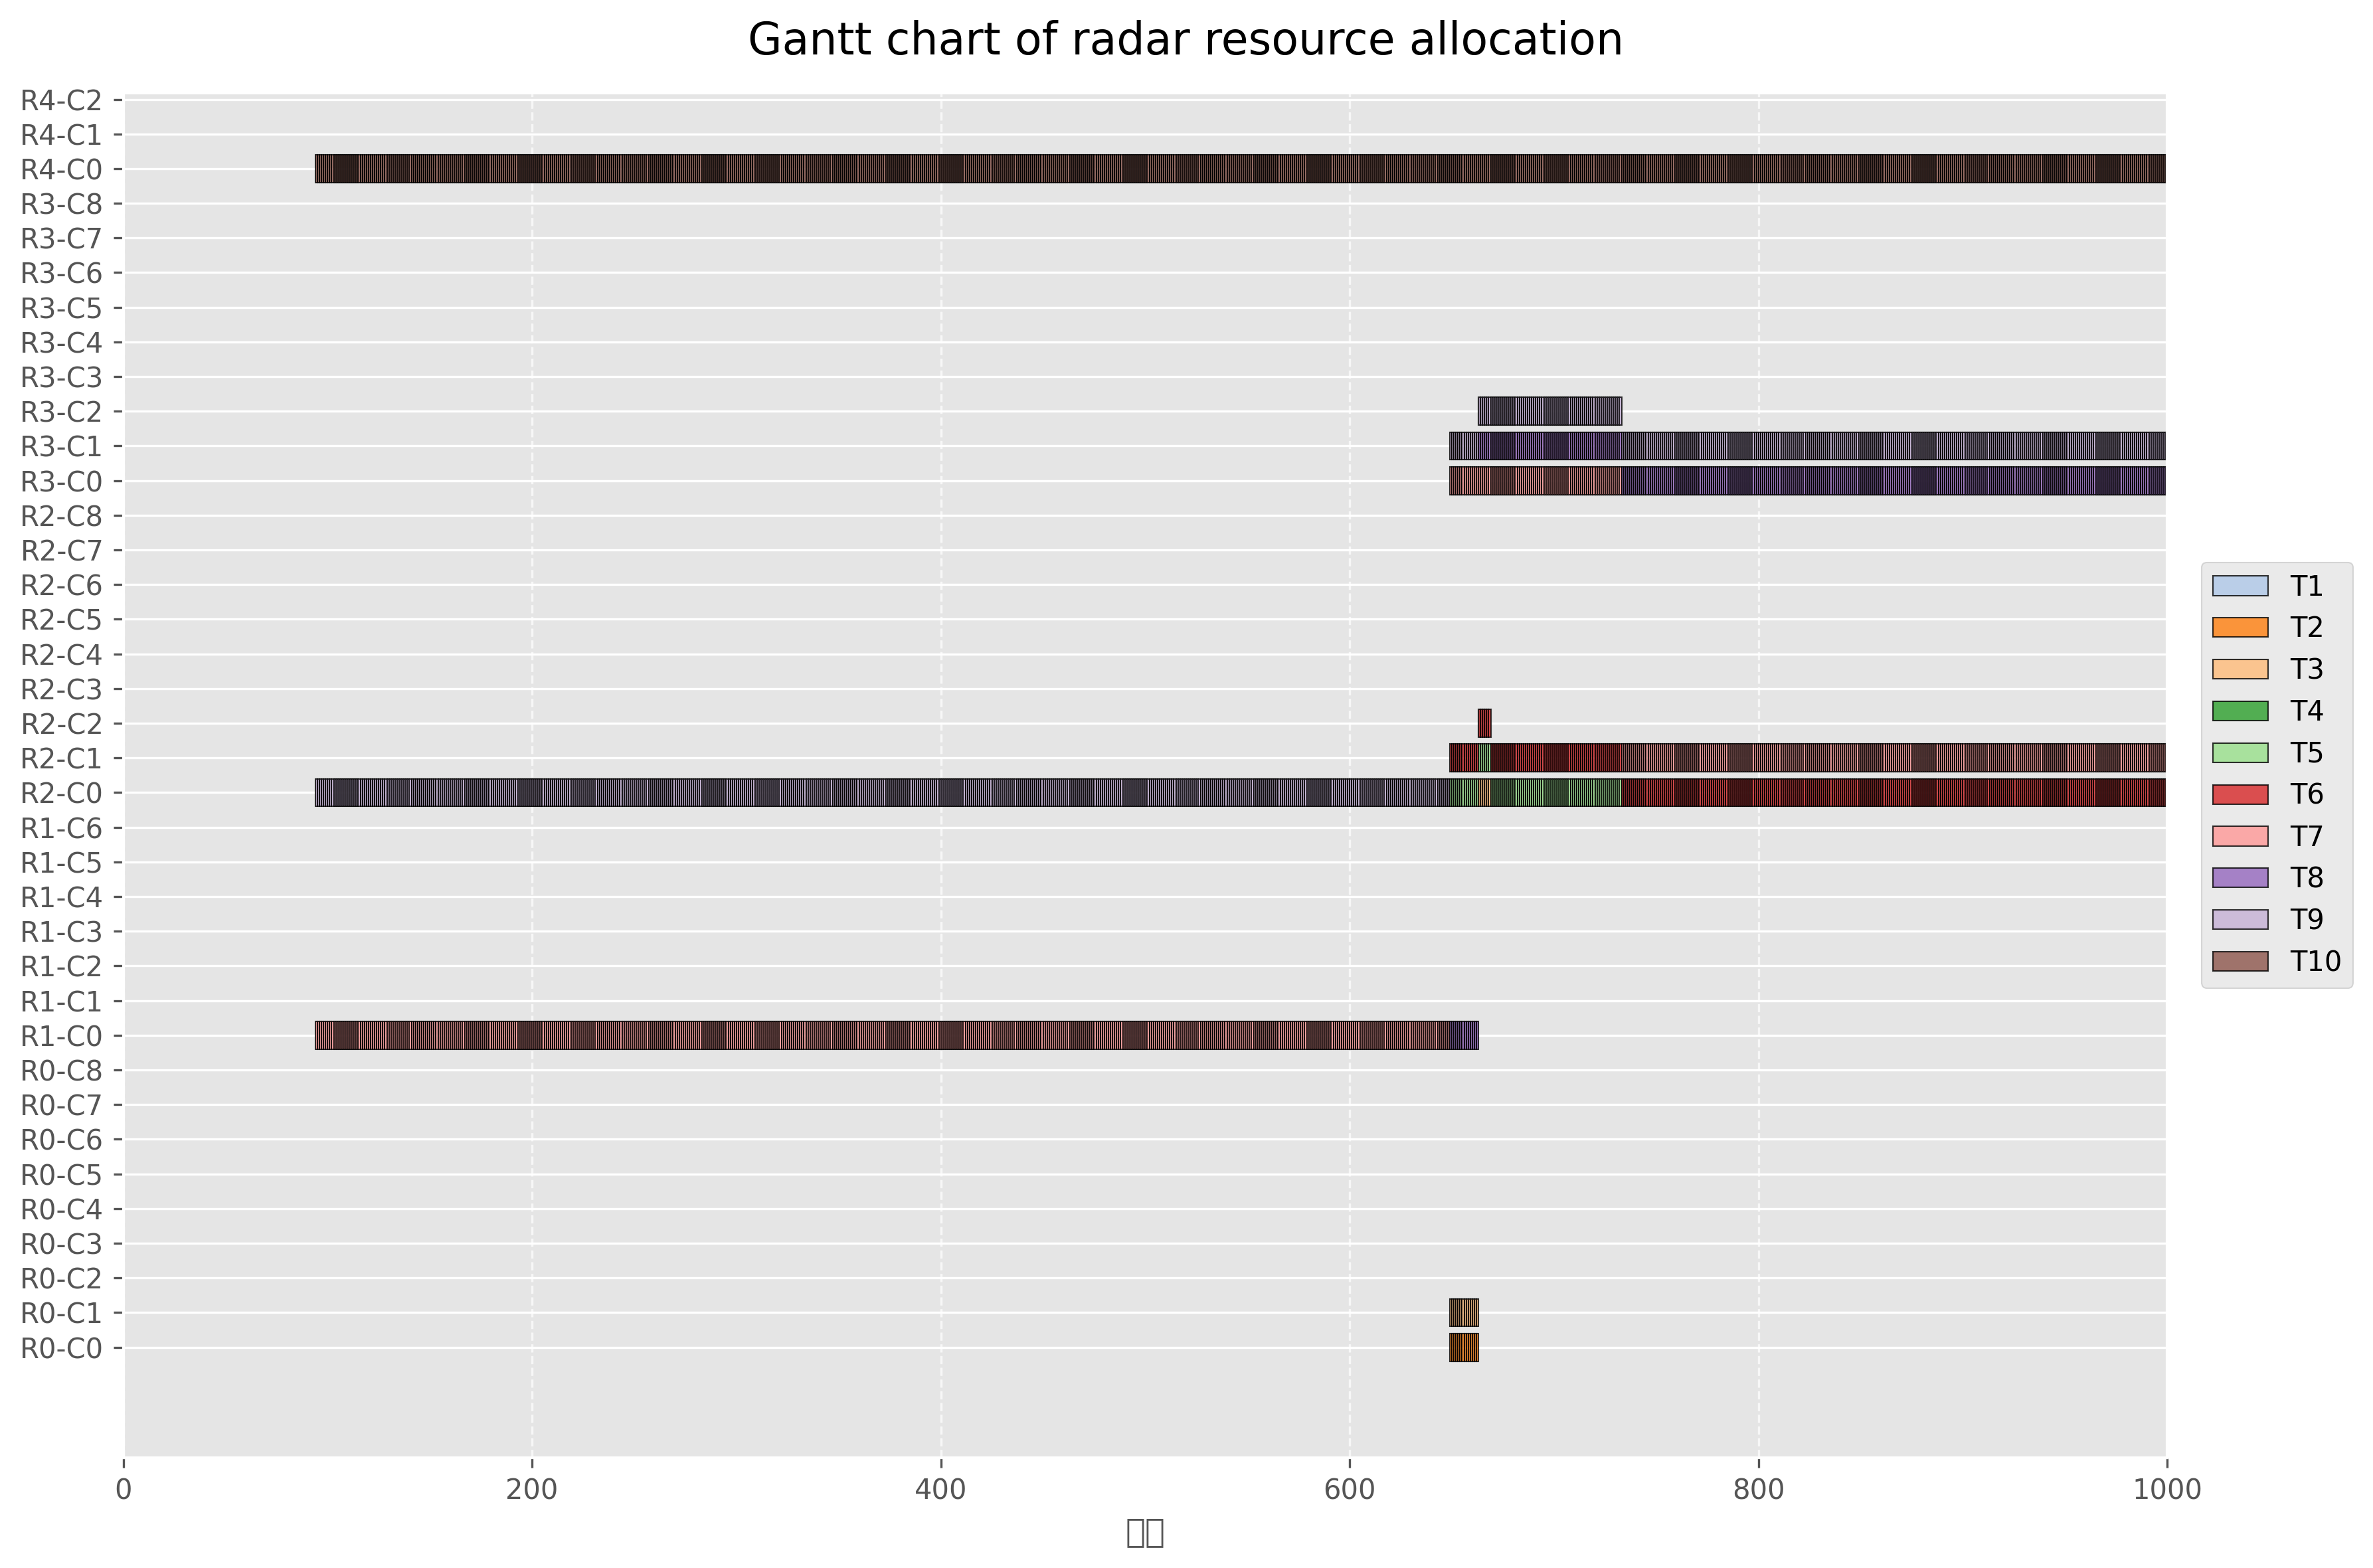 Gantt chart of radar resource allocation
R4-C2
R4-C1
R4-C0
R3-C8
R3-C7
R3-C6
R3-C5
R3-C4
R3-C3
R3-C2
R3-C1
R3-C0
R2-C8
R2-C7
R2-C6
R2-C5
R2-C4
R2-C3
R2-C2
R2-C1
R2-C0
R1-C6
R1-C5
R1-C4
R1-C3
R1-C2
R1-C1
R1-C0
R0-C8
R0-C7
R0-C6
R0-C5
R0-C4
R0-C3
R0-C2
R0-C1
R0-C0
0 200 400 600 800 1000
T1
T2
T3
T4
T5
T6
T7
T8
T9
T10